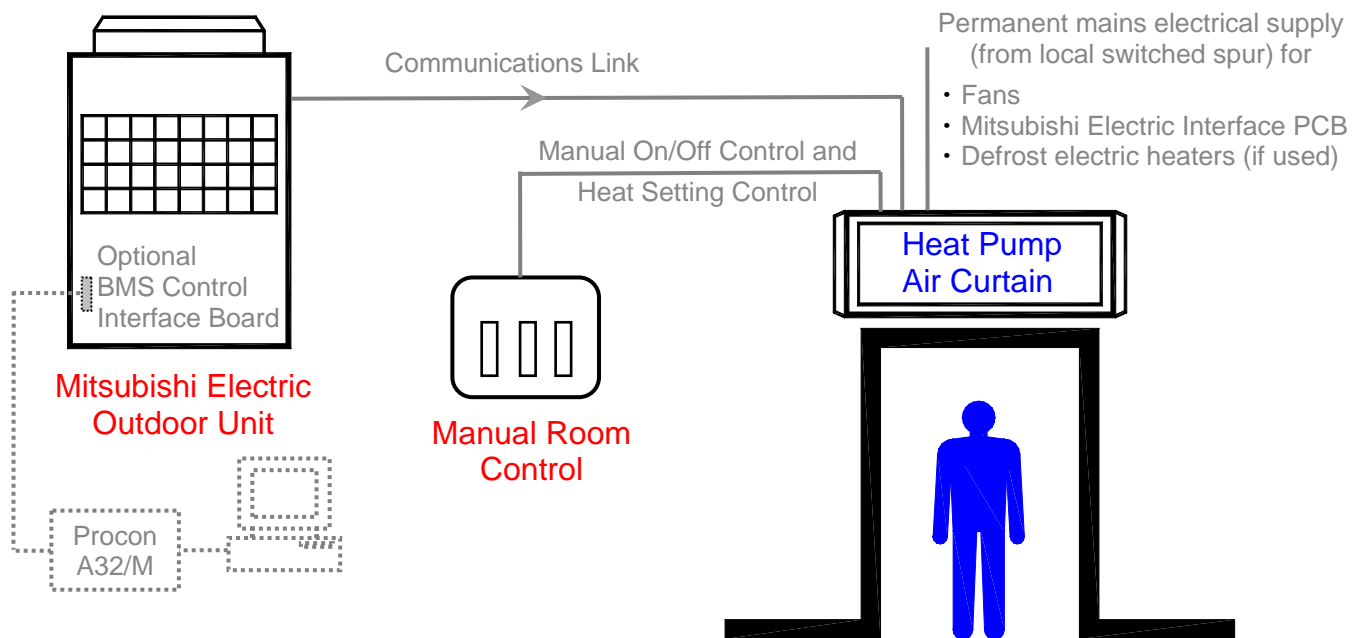 Permanent mains electrical supply
(from local switched spur) for
• Fans
• Mitsubishi Electric Interface PCB
• Defrost electric heaters (if used)
Communications Link
Manual On/Off Control and
Heat Setting Control
Heat Pump
Air Curtain
Optional
BMS Control
Interface Board
Mitsubishi Electric
Outdoor Unit
Manual Room
Control
Procon
A32/M